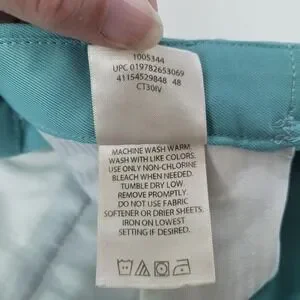 1005344
UPC 019782653069
41154529848 48
CT30IV
MACHINE WASH WARM
WASH WITH LIKE COLORS.
USE ONLY NON-CHLORINE
BLEACH WHEN NEEDED.
TUMBLE DRY LOW.
REMOVE PROMPTLY.
DO NOT USE FABRIC
SOFTENER OR DRIER SHEETS.
IRON ON LOWEST
SETTING IF DESIRED.